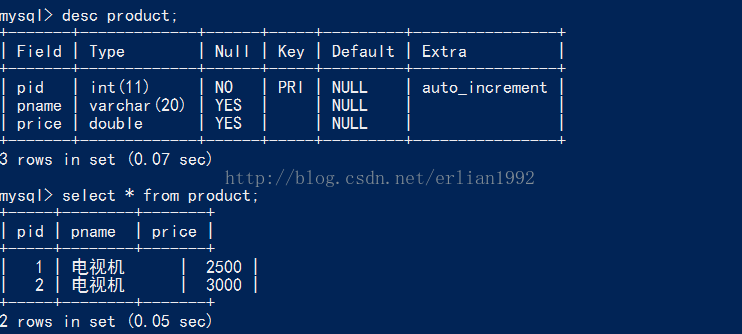 mysql> desc product;
+-------+-------------+------+-----+---------+----------------+
| Field | Type        | Null | Key | Default | Extra          |
+-------+-------------+------+-----+---------+----------------+
| pid   | int(11)     | NO   | PRI | NULL    | auto_increment |
| pname | varchar(20) | YES  |     | NULL    |                |
| price | double      | YES  |     | NULL    |                |
+-------+-------------+------+-----+---------+----------------+
3 rows in set (0.07 sec)
http://blog.csdn.net/erlian1992
mysql> select * from product;
+-----+--------+-------+
| pid | pname  | price |
+-----+--------+-------+
|   1 | 电视机      |  2500 |
|   2 | 电视机      |  3000 |
+-----+--------+-------+
2 rows in set (0.05 sec)